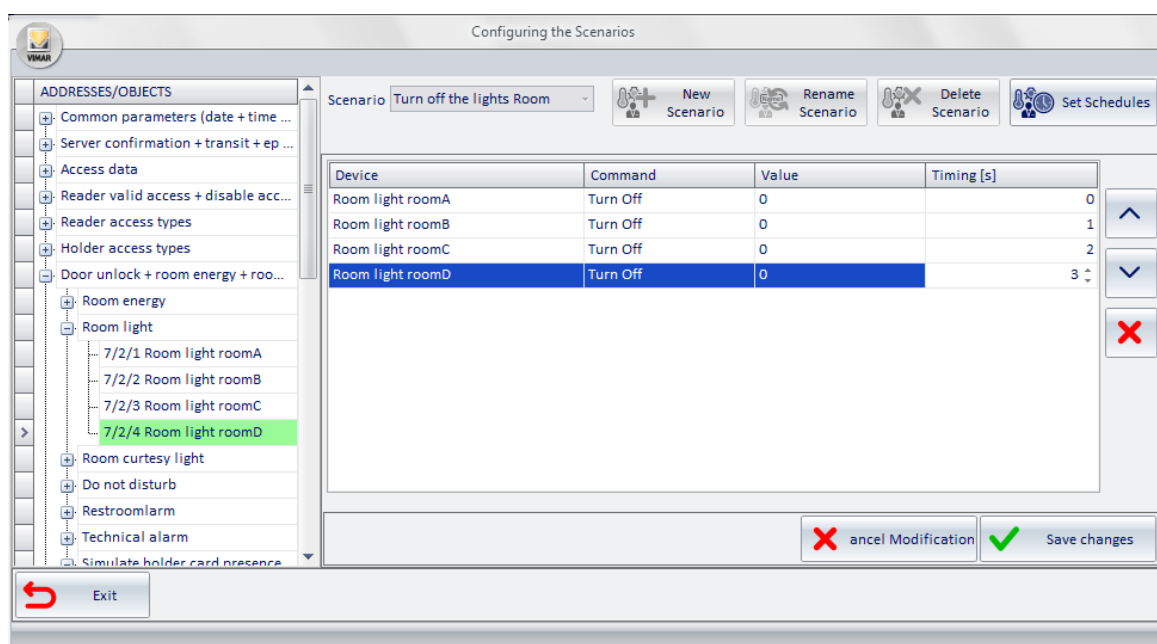 Configuring the Scenarios
VIMAR
ADDRESSES/OBJECTS
Common parameters (date + time ...
Server confirmation + transit + ep ...
Access data
Reader valid access + disable acc...
Reader access types
Holder access types
Door unlock + room energy + roo...
Room energy
Room light
7/2/1 Room light roomA
7/2/2 Room light roomB
7/2/3 Room light roomC
7/2/4 Room light roomD
Room curtesy light
Do not disturb
Restroomlarm
Technical alarm
Simulate holder card presence
Scenario Turn off the lights Room
New
Scenario
Rename
Scenario
Delete
Scenario
Set Schedules
Device Command Value Timing [s]
Room light roomA Turn Off 0 0
Room light roomB Turn Off 0 1
Room light roomC Turn Off 0 2
Room light roomD Turn Off 0 3
ancel Modification
Save changes
Exit